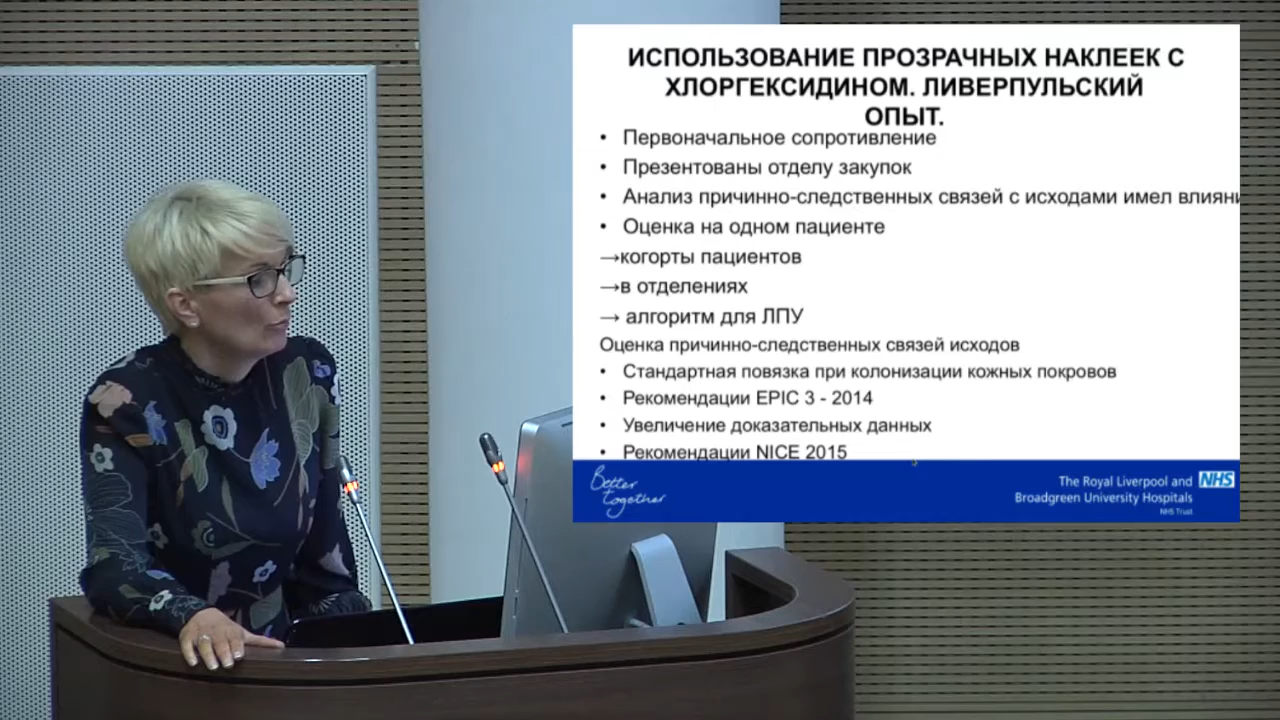 ИСПОЛЬЗОВАНИЕ ПРОЗРАЧНЫХ НАКЛЕЕК С
ХЛОРГЕКСИДИНОМ. ЛИВЕРПУЛЬСКИЙ
ОПЫТ.
• Первоначальное сопротивление
• Презентованы отделу закупок
• Анализ причинно-следственных связей с исходами имел влияни
• Оценка на одном пациенте
→когорты пациентов
→в отделениях
→ алгоритм для ЛПУ
Оценка причинно-следственных связей исходов
• Стандартная повязка при колонизации кожных покровов
• Рекомендации EPIC 3 - 2014
• Увеличение доказательных данных
• Рекомендации NICE 2015
Better
together
The Royal Liverpool and NHS
Broadgreen University Hospitals
NHS Trust